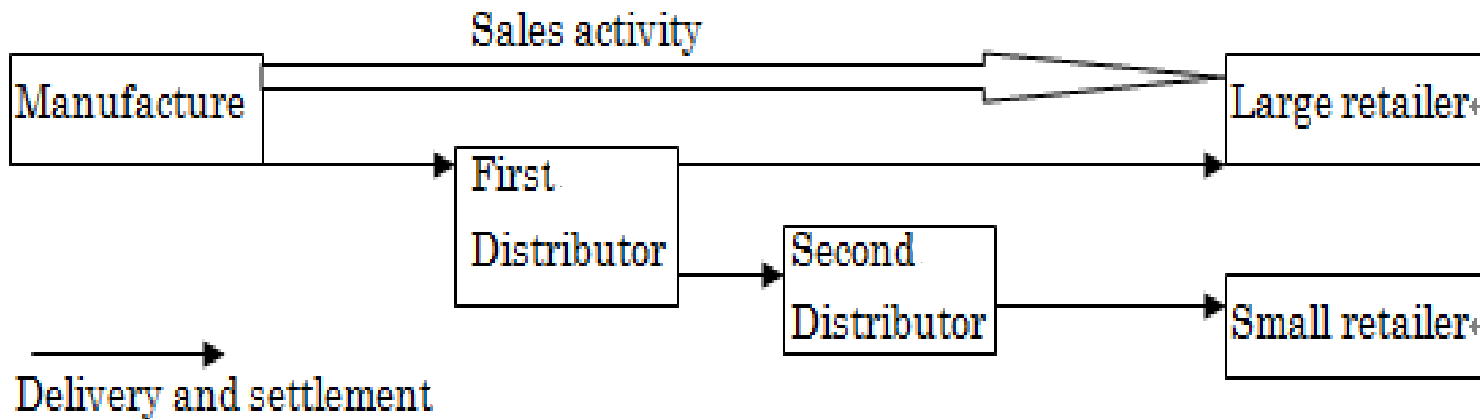 Sales activity
Manufacture
Large retailer
First
Distributor
Second
Distributor
Small retailer
Delivery and settlement